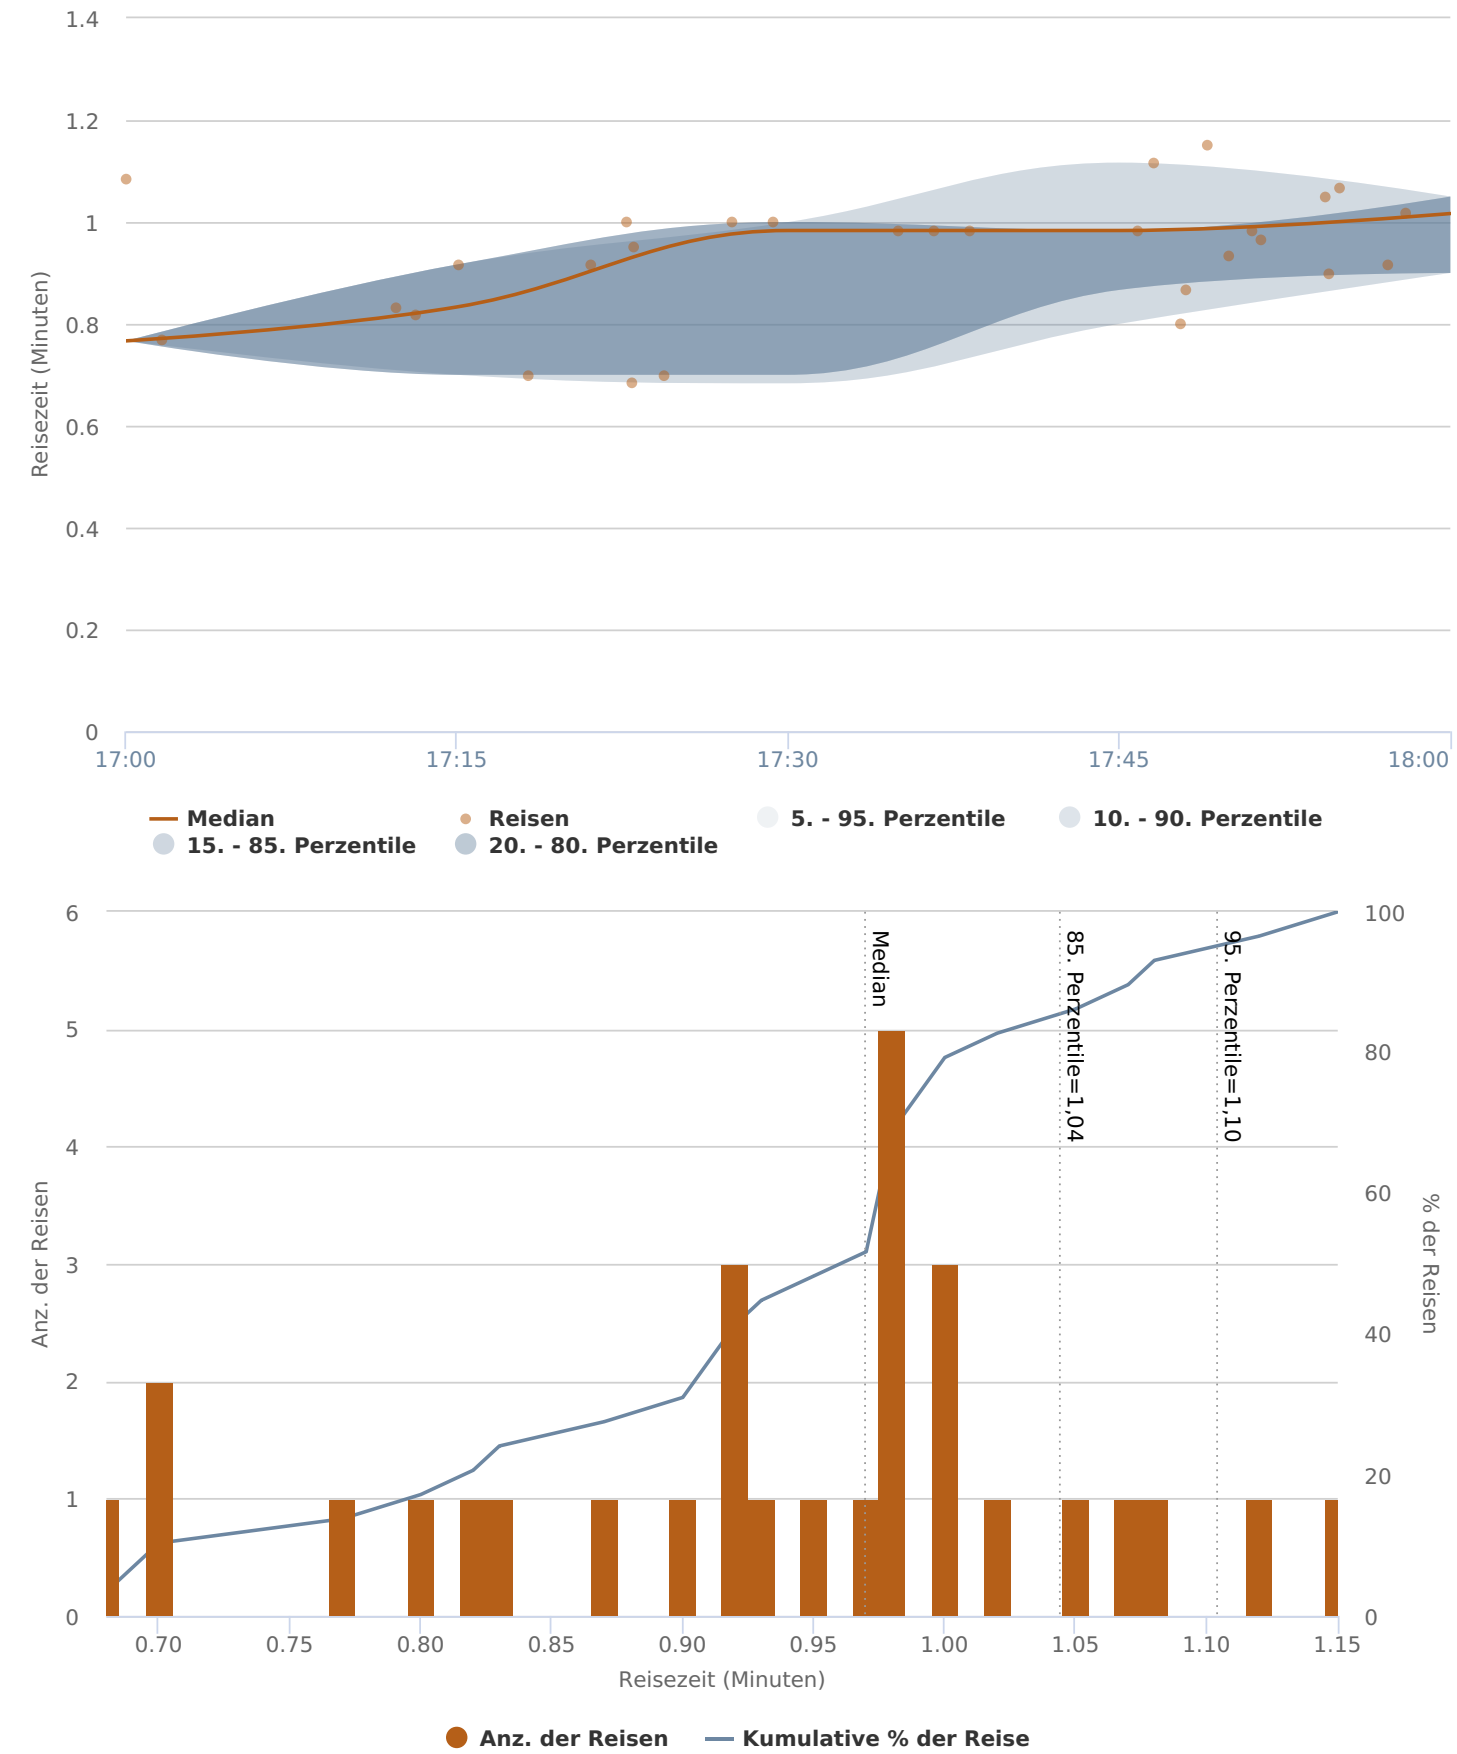 1.4
1.2
1
0.8
0.6
0.4
0.2
0
Reisezeit (Minuten)
17:00 17:15 17:30 17:45 18:00
Median Reisen 5. - 95. Perzentile 10. - 90. Perzentile
15. - 85. Perzentile 20. - 80. Perzentile
6
5
4
3
2
1
0
Anz. der Reisen
Median
85. Perzentile=1,04
95. Perzentile=1,10
100
80
60
40
20
0
% der Reisen
0.70 0.75 0.80 0.85 0.90 0.95 1.00 1.05 1.10 1.15
Reisezeit (Minuten)
Anz. der Reisen Kumulative % der Reise